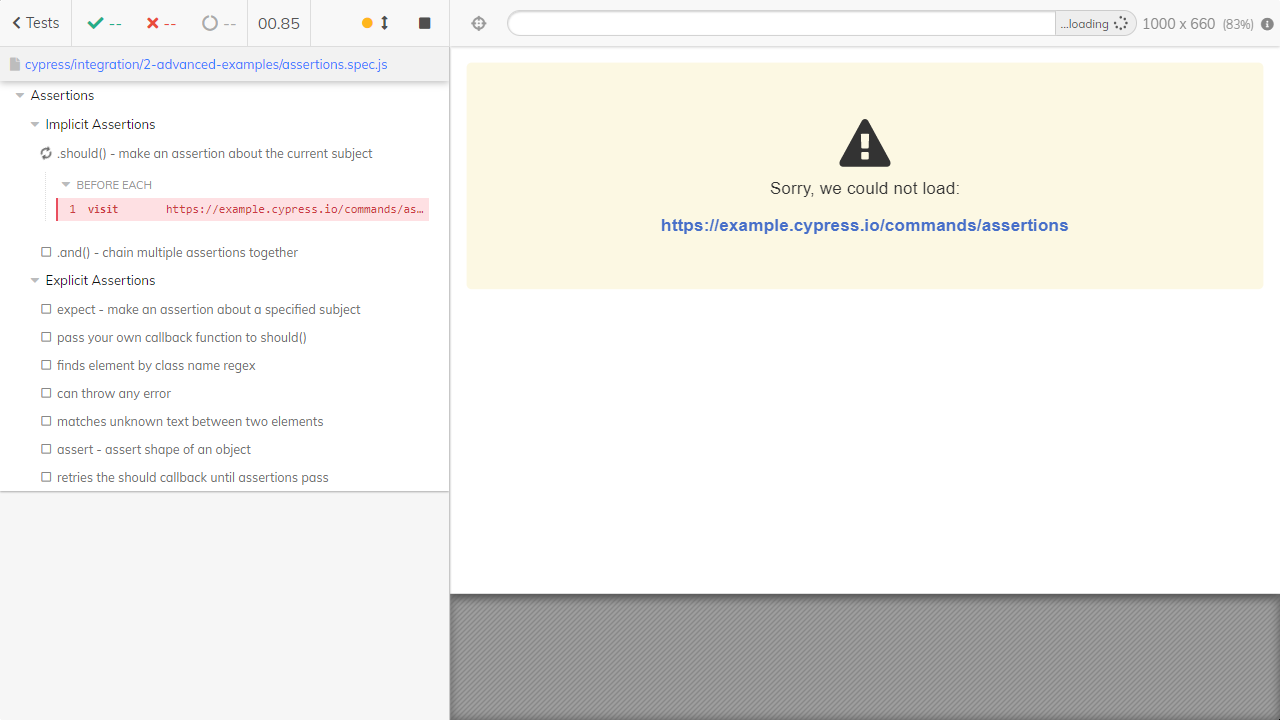 Tests
--
--
--
00.85
...loading
1000 x 660 (83%)
cypress/integration/2-advanced-examples/assertions.spec.js
Assertions
Implicit Assertions
.should() - make an assertion about the current subject
BEFORE EACH
1 visit https://example.cypress.io/commands/as…
.and() - chain multiple assertions together
Explicit Assertions
expect - make an assertion about a specified subject
pass your own callback function to should()
finds element by class name regex
can throw any error
matches unknown text between two elements
assert - assert shape of an object
retries the should callback until assertions pass
Sorry, we could not load:
https://example.cypress.io/commands/assertions